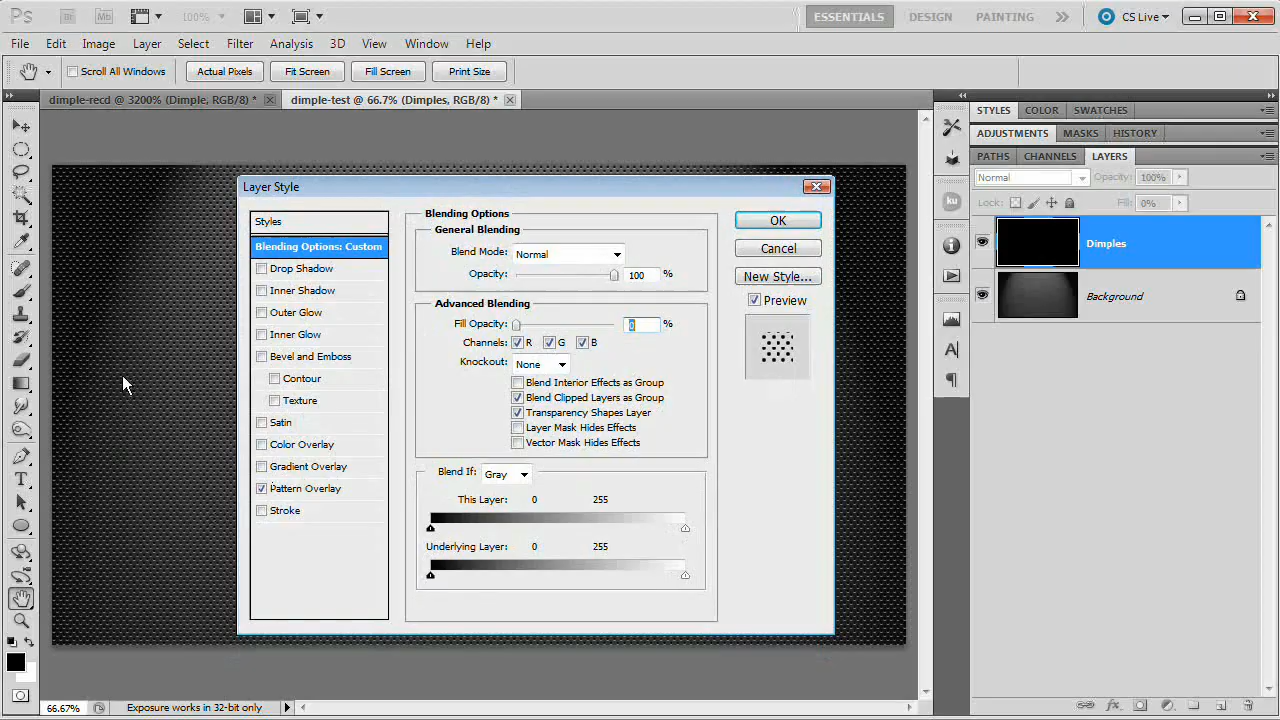 Ps Br Mb 100% ESSENTIALS DESIGN PAINTING CS Live
File Edit Image Layer Select Filter Analysis 3D View Window Help
Scroll All Windows Actual Pixels Fit Screen Fill Screen Print Size
dimple-recd @ 3200% (Dimple, RGB/8) * dimple-test @ 66.7% (Dimples, RGB/8) *
STYLES COLOR SWATCHES
ADJUSTMENTS MASKS HISTORY
PATHS CHANNELS LAYERS
Normal Opacity: 100%
Lock: Fill: 0%
Dimples
Background
ku
A
Layer Style
Styles
Blending Options: Custom
Drop Shadow
Inner Shadow
Outer Glow
Inner Glow
Bevel and Emboss
Contour
Texture
Satin
Color Overlay
Gradient Overlay
Pattern Overlay
Stroke
Blending Options
General Blending
Blend Mode: Normal
Opacity: 100 %
Advanced Blending
Fill Opacity: 0 %
Channels: R G B
Knockout: None
Blend Interior Effects as Group
Blend Clipped Layers as Group
Transparency Shapes Layer
Layer Mask Hides Effects
Vector Mask Hides Effects
Blend If: Gray
This Layer: 0 255
Underlying Layer: 0 255
OK
Cancel
New Style...
Preview
T
fx
66.67% Exposure works in 32-bit only